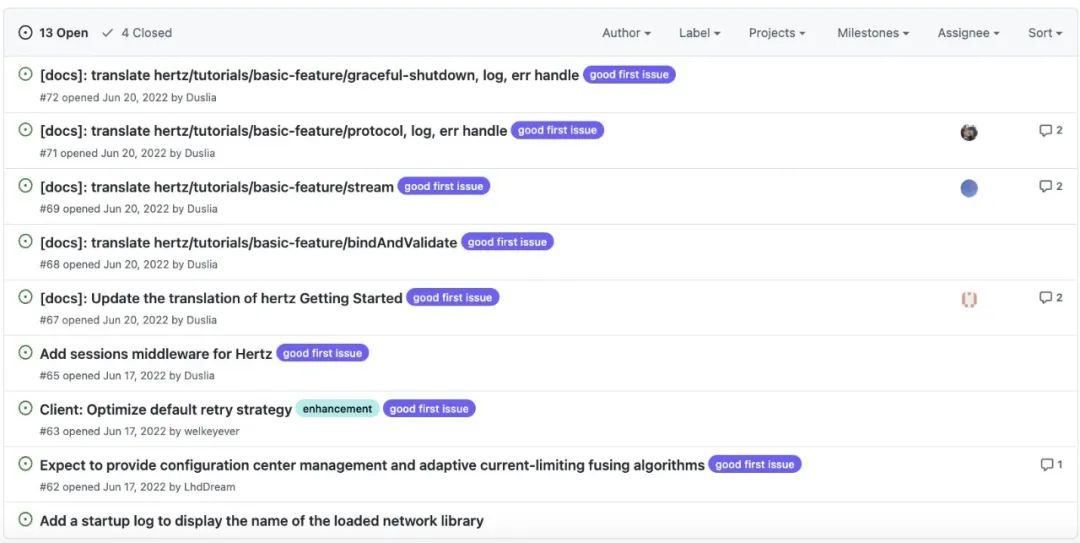 13 Open 4 Closed Author Label Projects Milestones Assignee Sort
[docs]: translate hertz/tutorials/basic-feature/graceful-shutdown, log, err handle good first issue
#72 opened Jun 20, 2022 by Duslia
[docs]: translate hertz/tutorials/basic-feature/protocol, log, err handle good first issue 2
#71 opened Jun 20, 2022 by Duslia
[docs]: translate hertz/tutorials/basic-feature/stream good first issue 2
#69 opened Jun 20, 2022 by Duslia
[docs]: translate hertz/tutorials/basic-feature/bindAndValidate good first issue
#68 opened Jun 20, 2022 by Duslia
[docs]: Update the translation of hertz Getting Started good first issue 2
#67 opened Jun 20, 2022 by Duslia
Add sessions middleware for Hertz good first issue
#65 opened Jun 17, 2022 by Duslia
Client: Optimize default retry strategy enhancement good first issue
#63 opened Jun 17, 2022 by welkeyever
Expect to provide configuration center management and adaptive current-limiting fusing algorithms good first issue 1
#62 opened Jun 17, 2022 by LhdDream
Add a startup log to display the name of the loaded network library